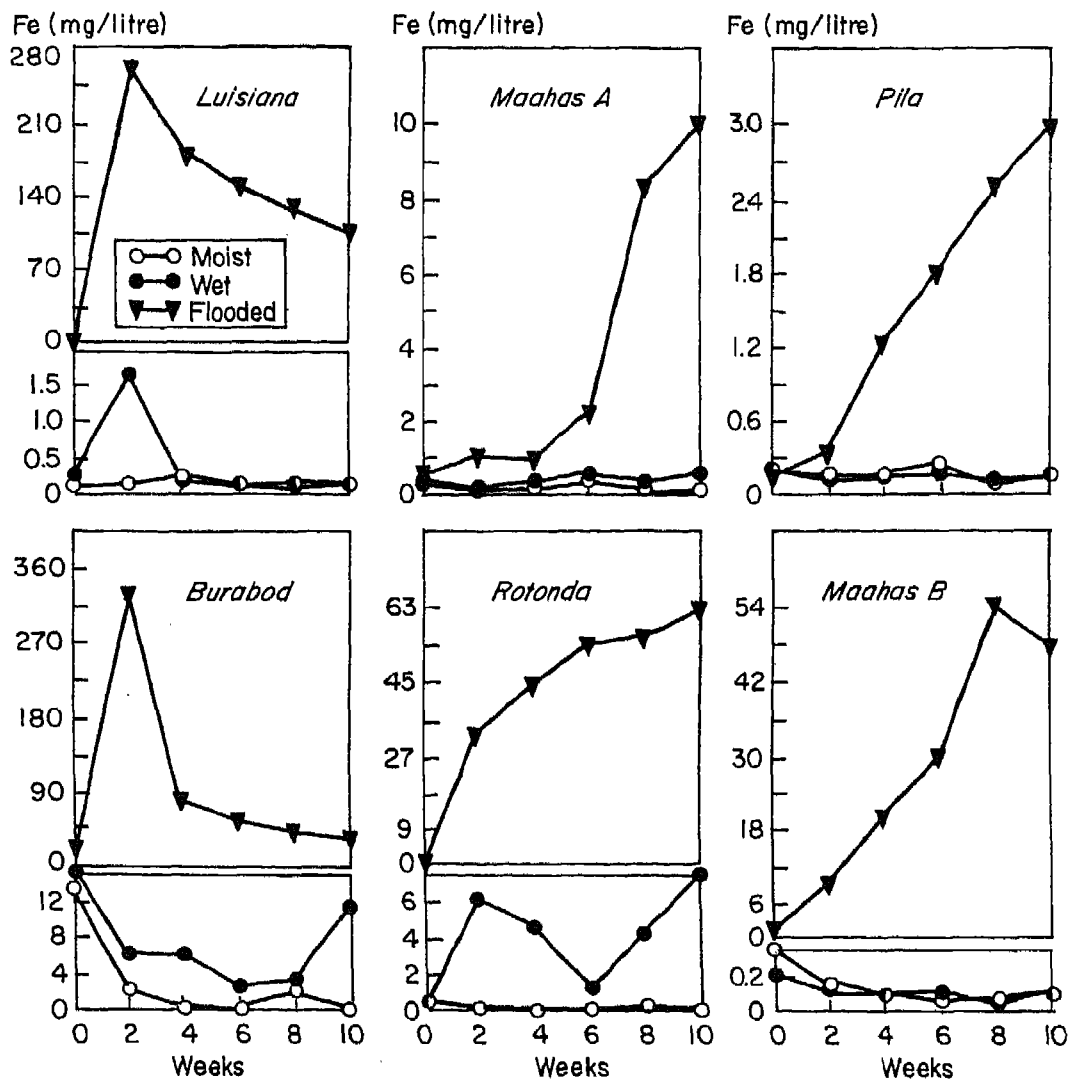 Fe (mg/litre)
Fe (mg/litre)
Fe (mg/litre)
Luisiana
280
210
140
70
0
1.5
1.0
0.5
0
Moist
Wet
Flooded
Maahas A
10
8
6
4
2
0
Pila
3.0
2.4
1.8
1.2
0.6
0
Burabod
360
270
180
90
0
12
8
4
0
0 2 4 6 8 10
Weeks
Rotonda
63
45
27
9
0
6
4
2
0
0 2 4 6 8 10
Weeks
Maahas B
54
42
30
18
6
0
0.2
0
0 2 4 6 8 10
Weeks